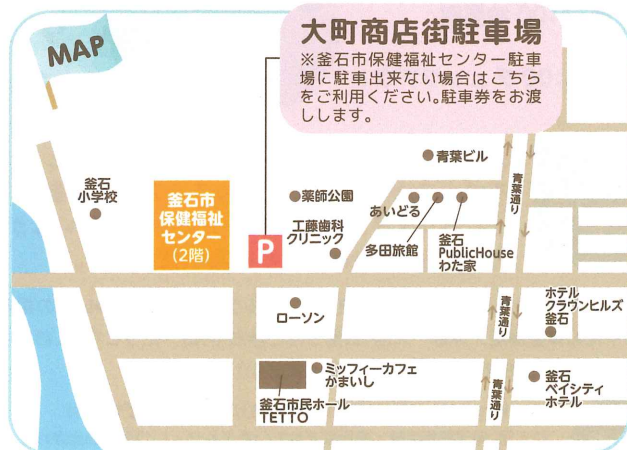 MAP
大町商店街駐車場
※釜石市保健福祉センター駐車
場に駐車出来ない場合はこちら
をご利用ください。駐車券をお渡
しします。
青葉ビル
青葉通り
釜石
小学校
釜石市
保健福祉
センター
(2階)
薬師公園
あいどる
工藤歯科
クリニック
P
多田旅館
釜石
PublicHouse
わた家
ローソン
青葉通り
ホテル
クラウンヒルズ
釜石
ミッフィーカフェ
かまいし
釜石市民ホール
TETTO
青葉通り
釜石
ベイシティ
ホテル